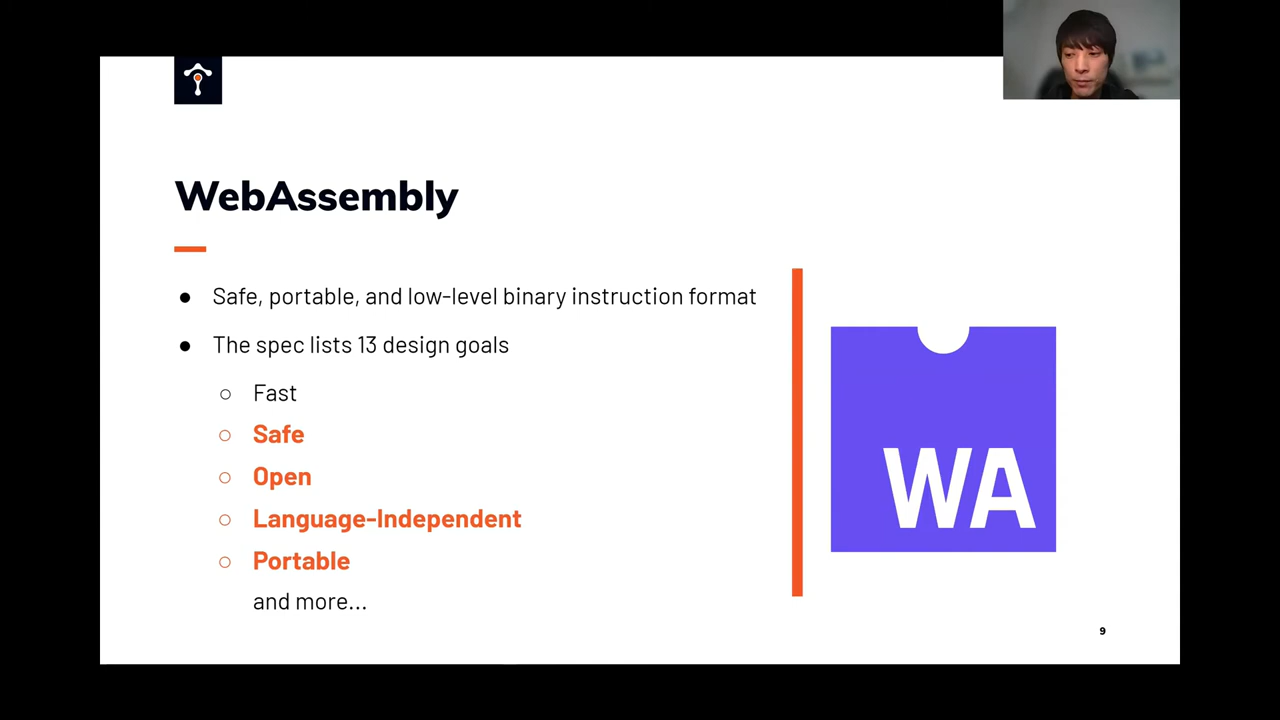 WebAssembly
● Safe, portable, and low-level binary instruction format
● The spec lists 13 design goals
○ Fast
○ Safe
○ Open
○ Language-Independent
○ Portable
and more...
WA
9